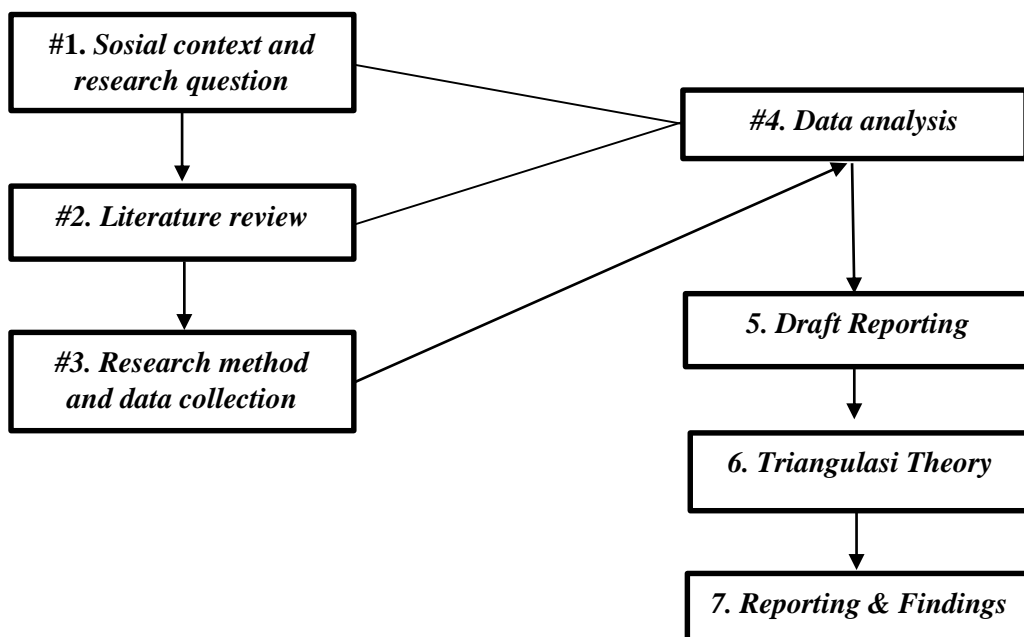 #1. Sosial context and
research question
#2. Literature review
#3. Research method
and data collection
#4. Data analysis
5. Draft Reporting
6. Triangulasi Theory
7. Reporting & Findings